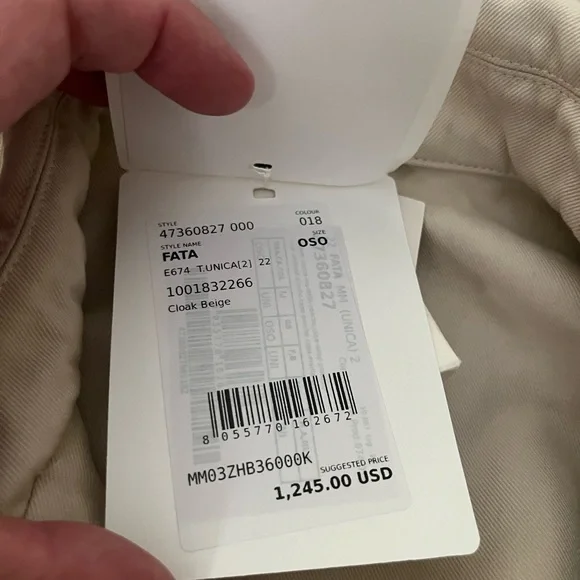 STYLE
47360827 000
COLOUR
018
STYLE NAME
FATA
SIZE
OSO
E674 T.UNICA[2] 22
1001832266
Cloak Beige
8 055770 162672
MM03ZHB36000K
SUGGESTED PRICE
1,245.00 USD